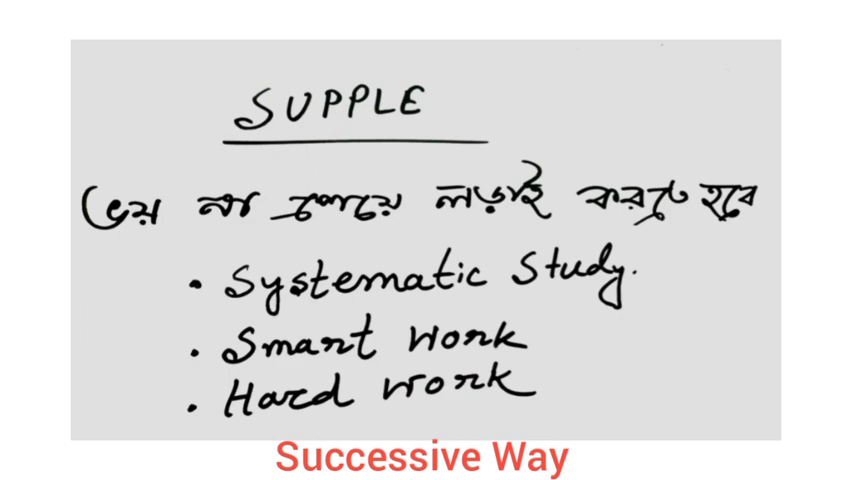 SUPPLE
ভয় না পেয়ে লড়াই করতে হবে
• Systematic Study.
• Smart Work
• Hard Work
Successive Way